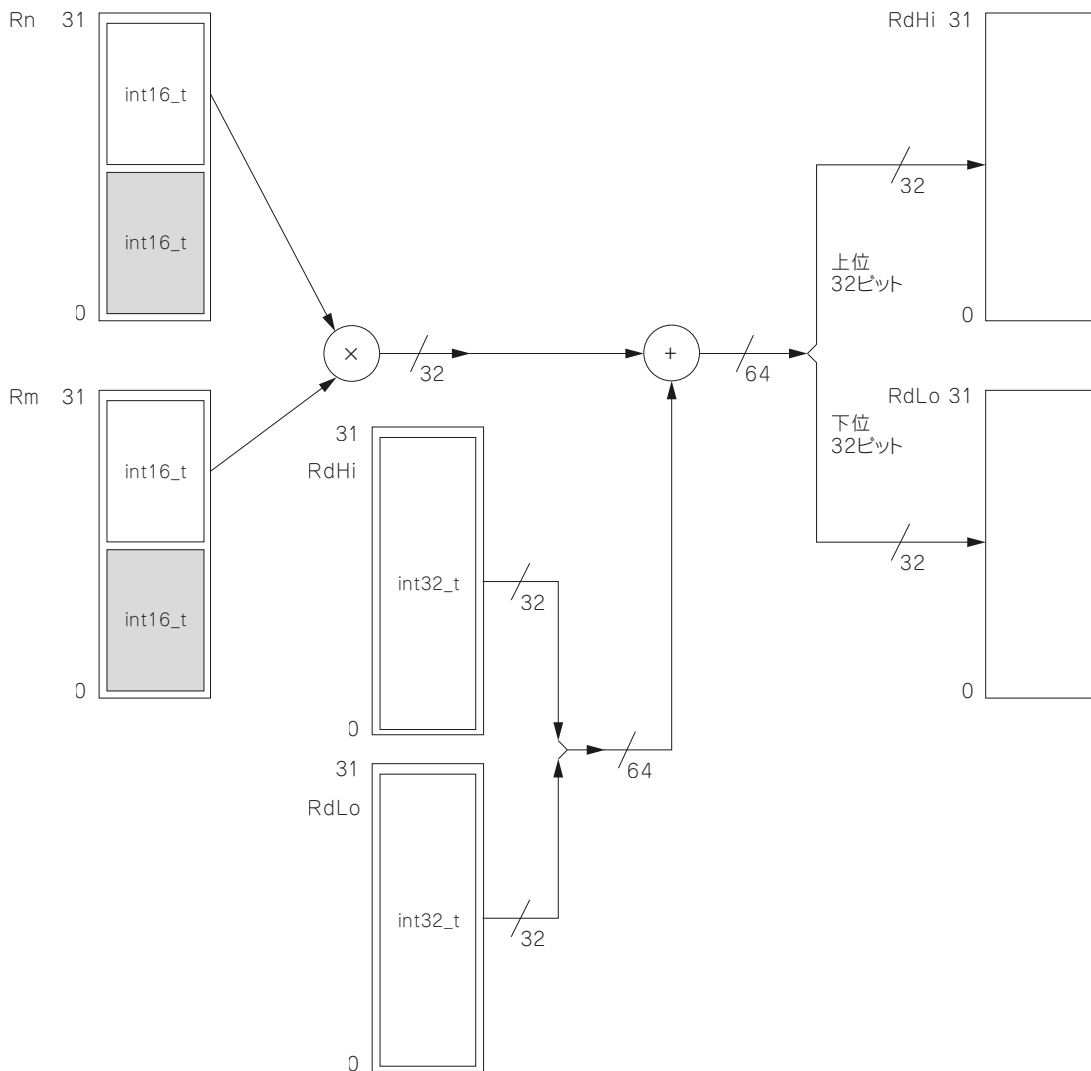 Rn 31
int16_t
int16_t
0
Rm 31
int16_t
int16_t
0
×
32
+
64
31
RdHi
int32_t
32
0
31
RdLo
int32_t
32
0
64
上位
32ビット
下位
32ビット
32
RdHi 31
0
32
RdLo 31
0